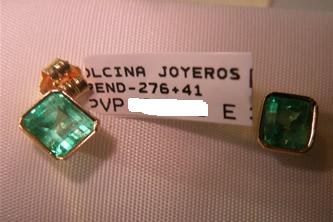 OLCINA JOYEROS
PEND-276+41
PVP E